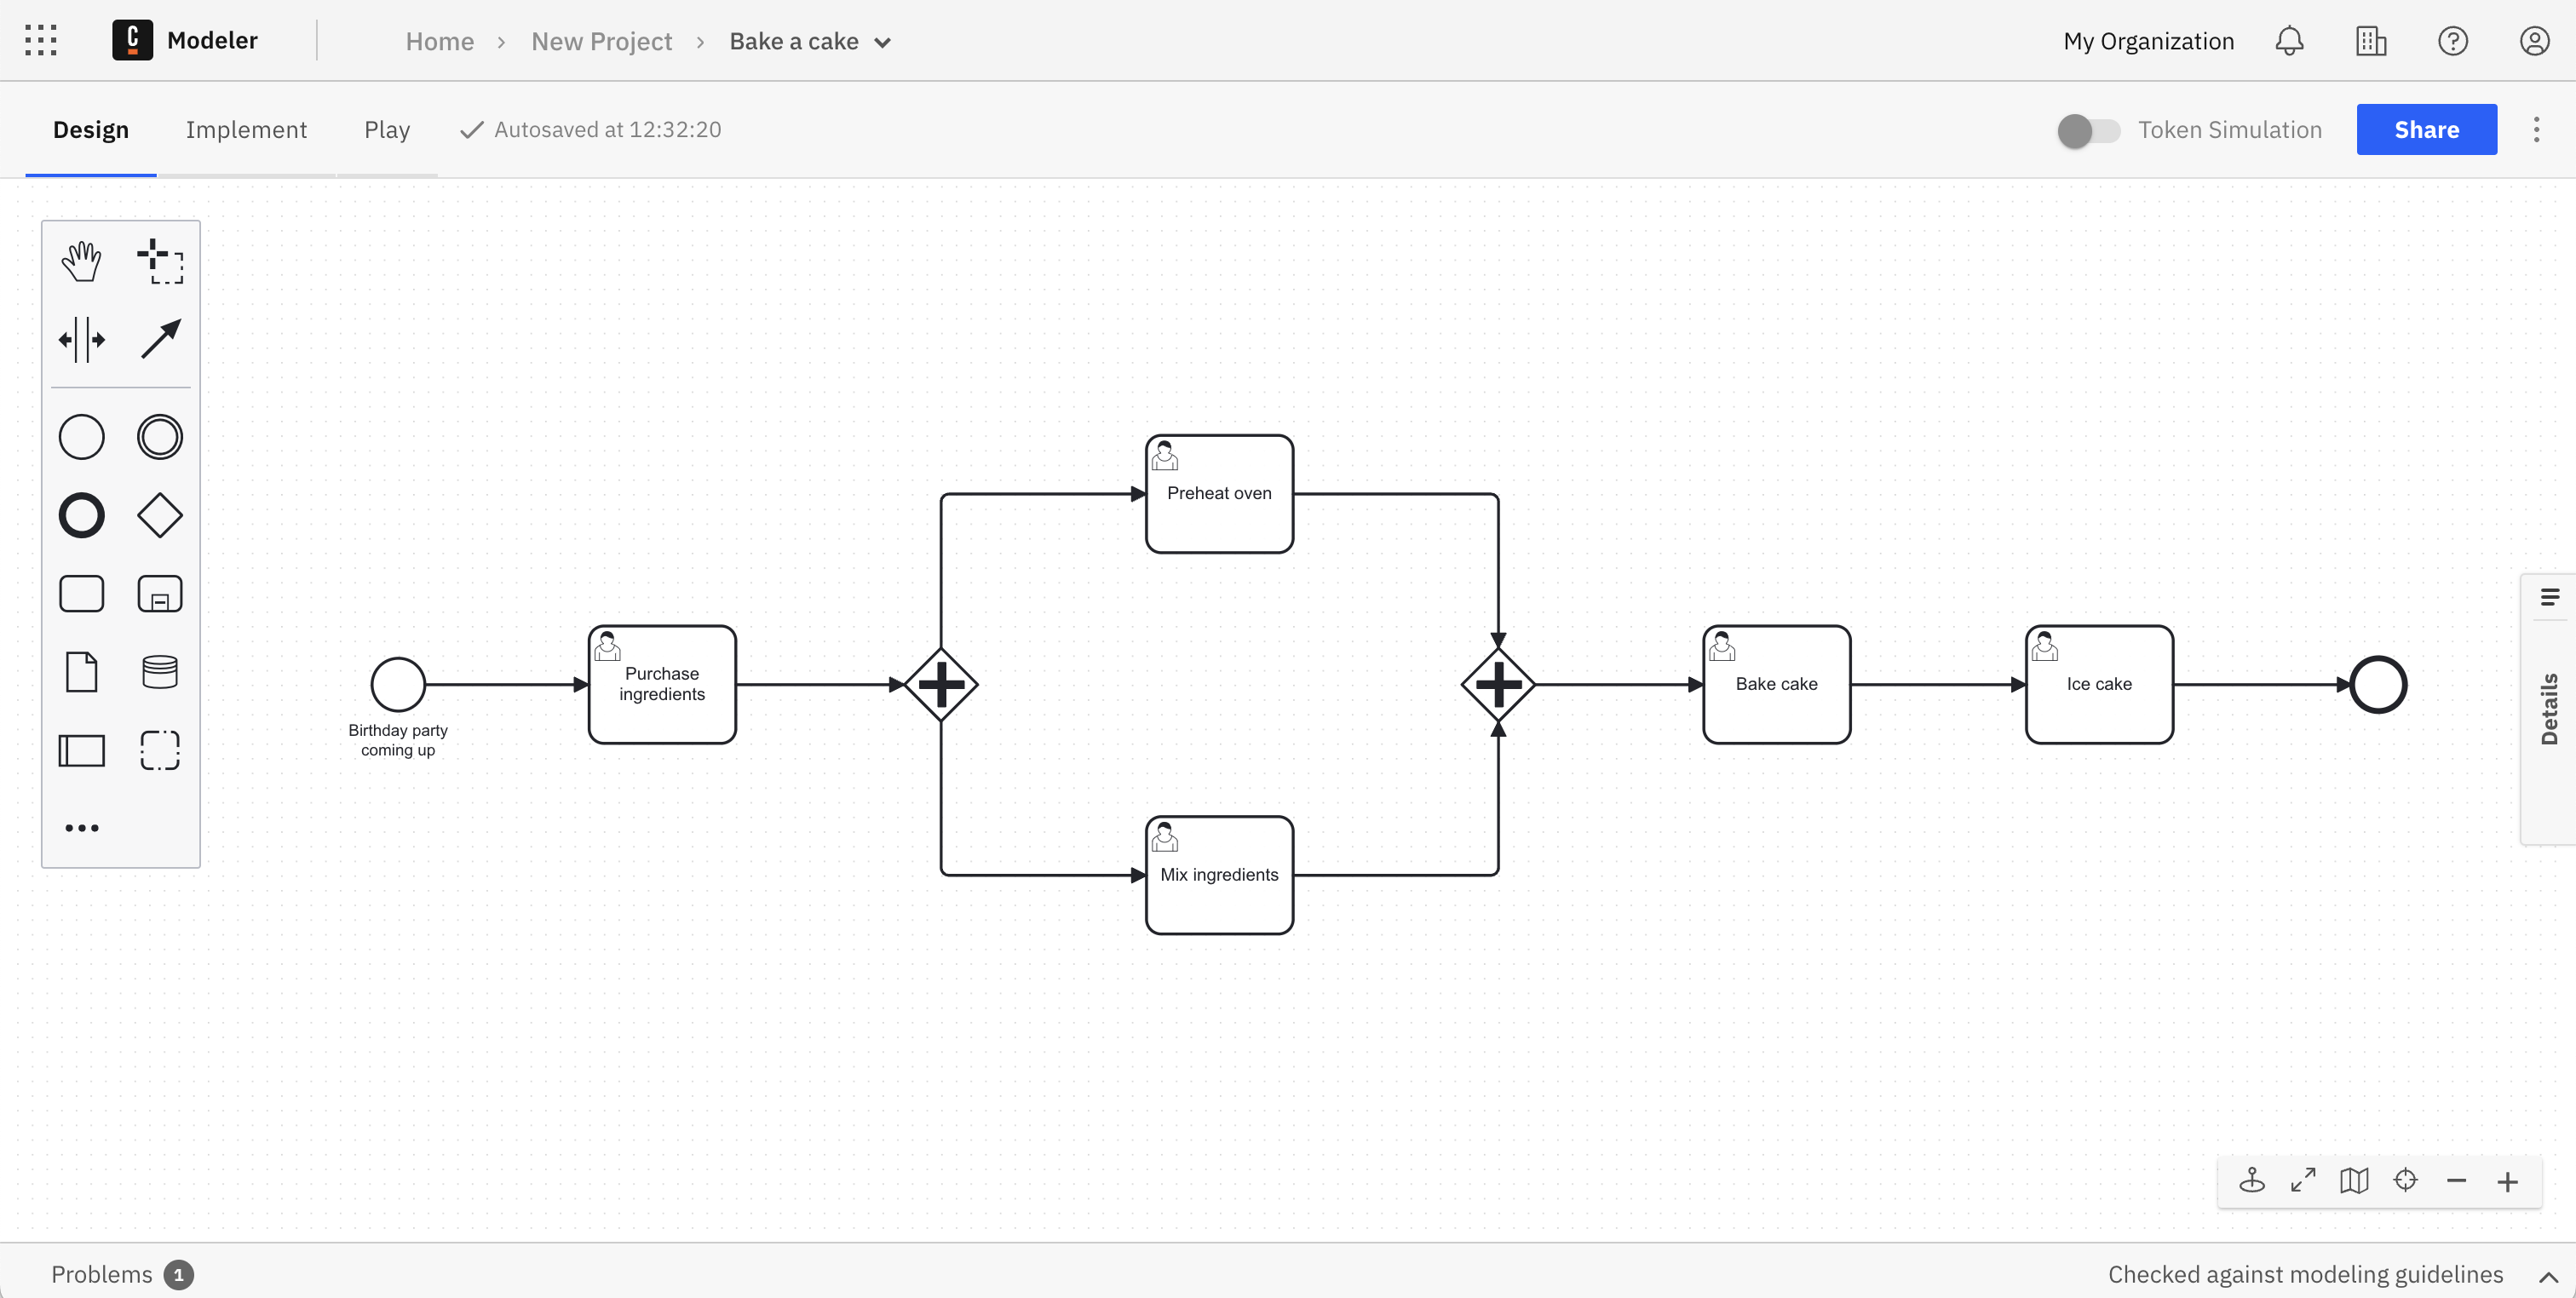 C Modeler
Home > New Project > Bake a cake
My Organization
Design
Implement
Play
Autosaved at 12:32:20
Token Simulation
Share
Preheat oven
Purchase
ingredients
Birthday party
coming up
Bake cake
Ice cake
Mix ingredients
Details
Problems 1
Checked against modeling guidelines